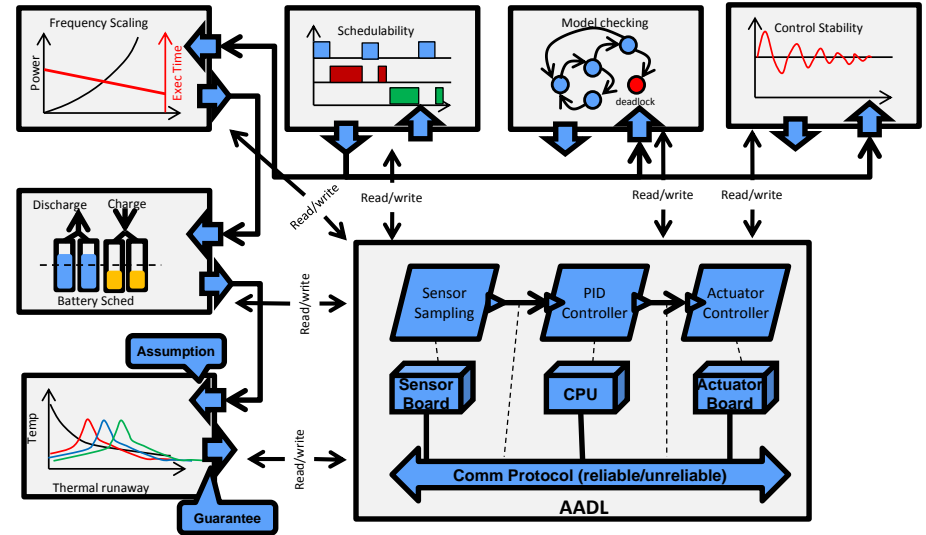 Frequency Scaling
Power
Exec Time
Schedulability
Model checking
deadlock
Control Stability
Read/write
Read/write
Read/write
Read/write
Discharge
Charge
Battery Sched
Read/write
Assumption
Temp
Thermal runaway
Guarantee
Read/write
Sensor
Sampling
PID
Controller
Actuator
Controller
Sensor
Board
CPU
Actuator
Board
Comm Protocol (reliable/unreliable)
AADL